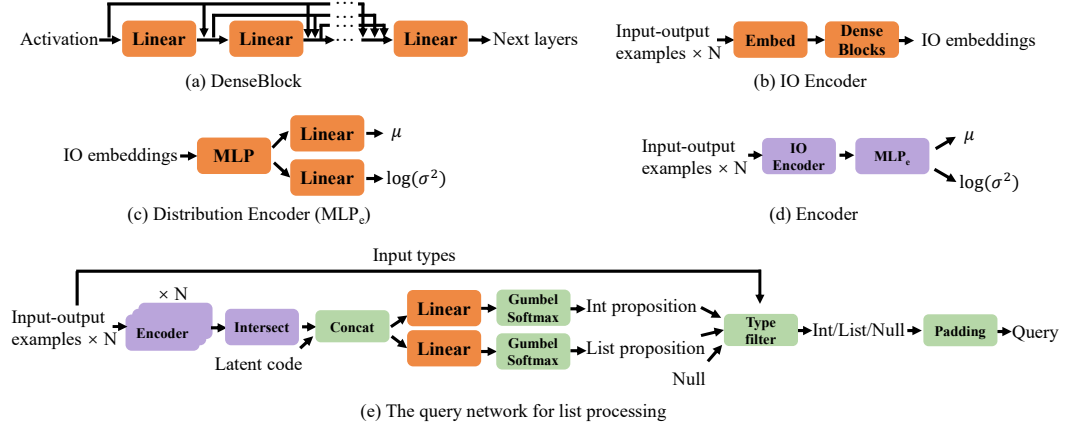 Activation
Linear
Linear
...
...
Linear
Next layers
(a) DenseBlock
Input-output
examples × N
Embed
Dense
Blocks
IO embeddings
(b) IO Encoder
IO embeddings
MLP
Linear
μ
Linear
log(σ²)
(c) Distribution Encoder (MLPₑ)
Input-output
examples × N
IO
Encoder
MLPₑ
μ
log(σ²)
(d) Encoder
Input types
Input-output
examples × N
× N
Encoder
Intersect
Latent code
Concat
Linear
Gumbel
Softmax
Int proposition
Linear
Gumbel
Softmax
List proposition
Null
Type
filter
Int/List/Null
Padding
Query
(e) The query network for list processing